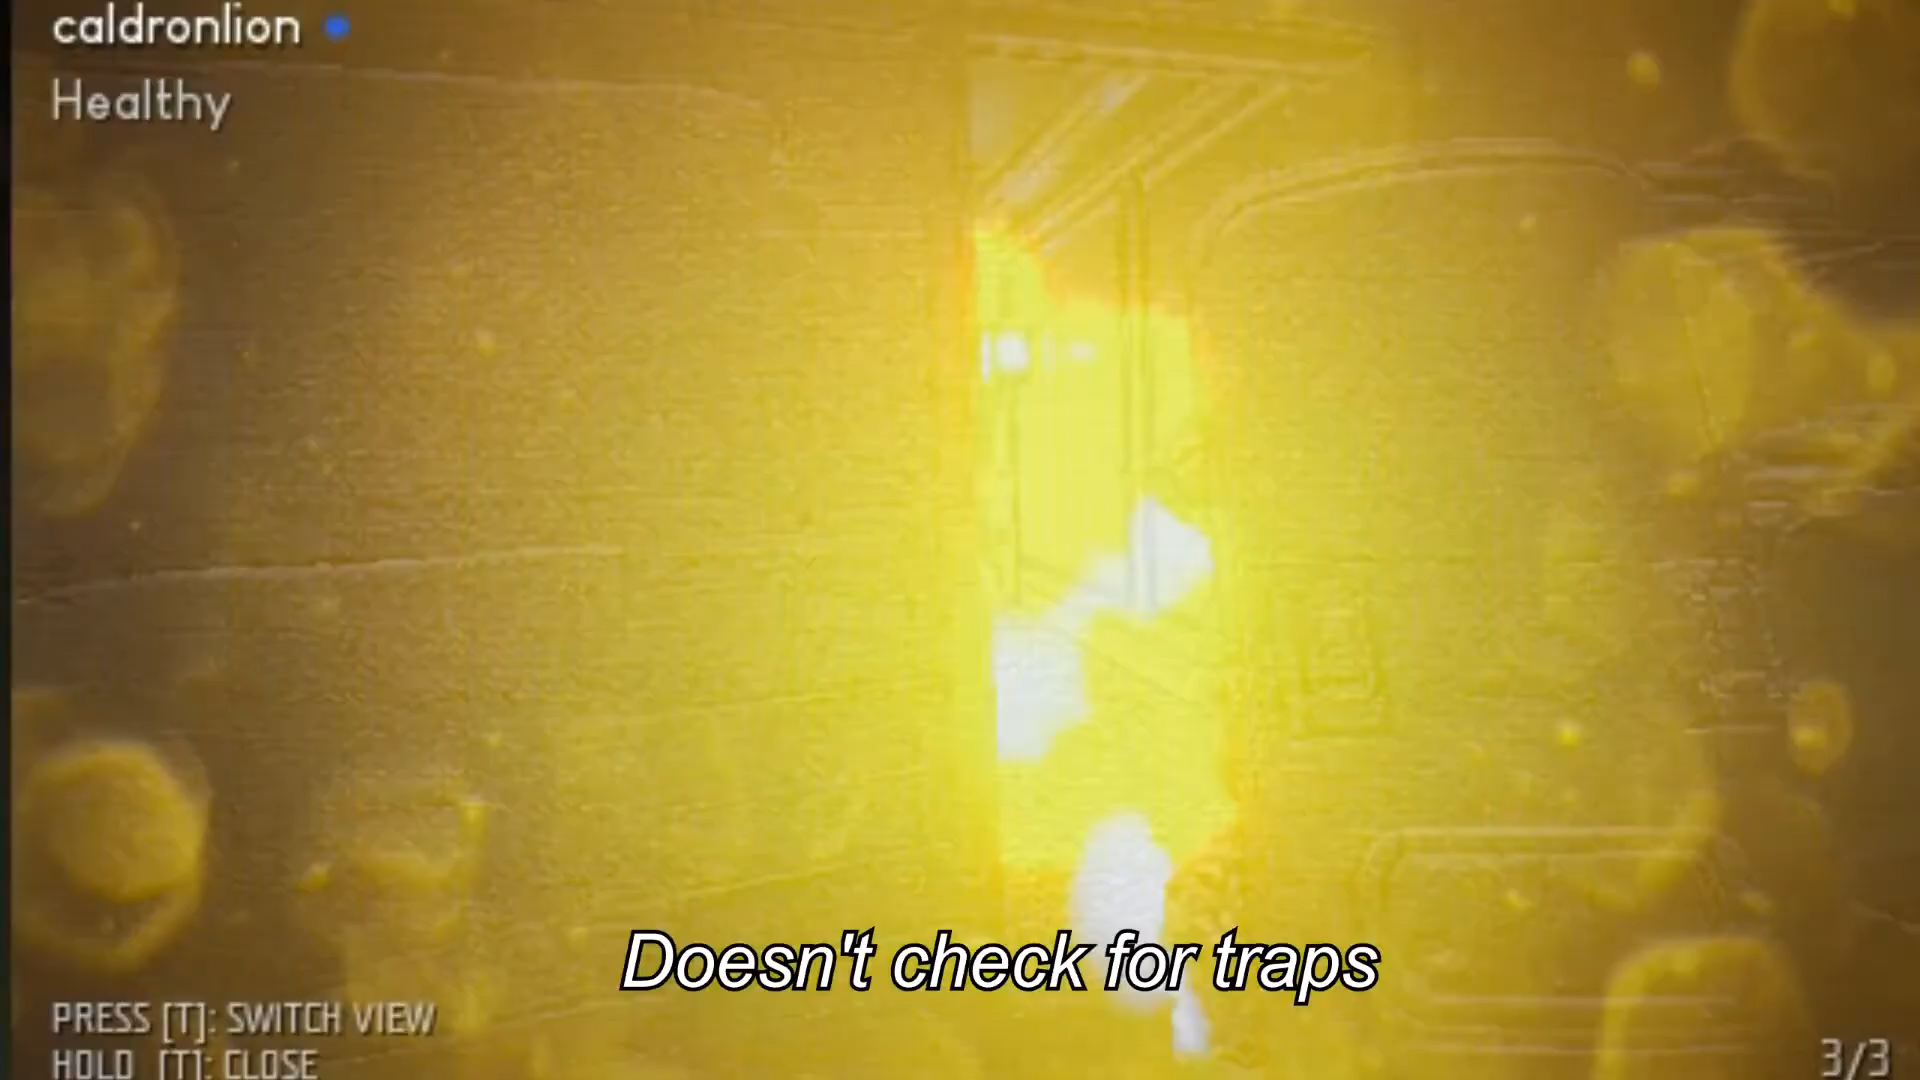 caldronlion
Healthy
Doesn't check for traps
PRESS [T]: SWITCH VIEW
HOLD [T]: CLOSE
3/3